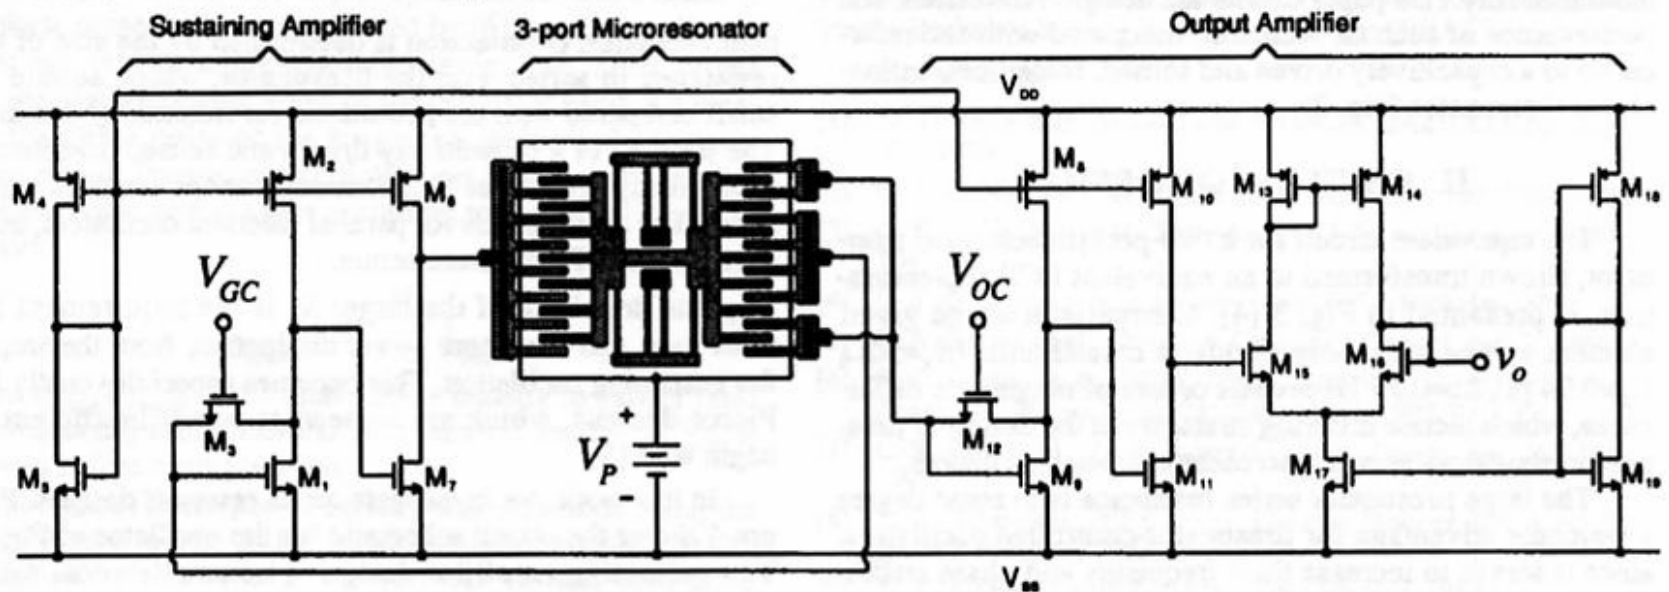 Sustaining Amplifier
3-port Microresonator
Output Amplifier
VDD
M4
M2
M6
M8
M10
M13
M14
M18
VGC
VOC
M3
M12
M15
M16
vo
+
VP
-
M5
M1
M7
M9
M11
M17
M19
VSS